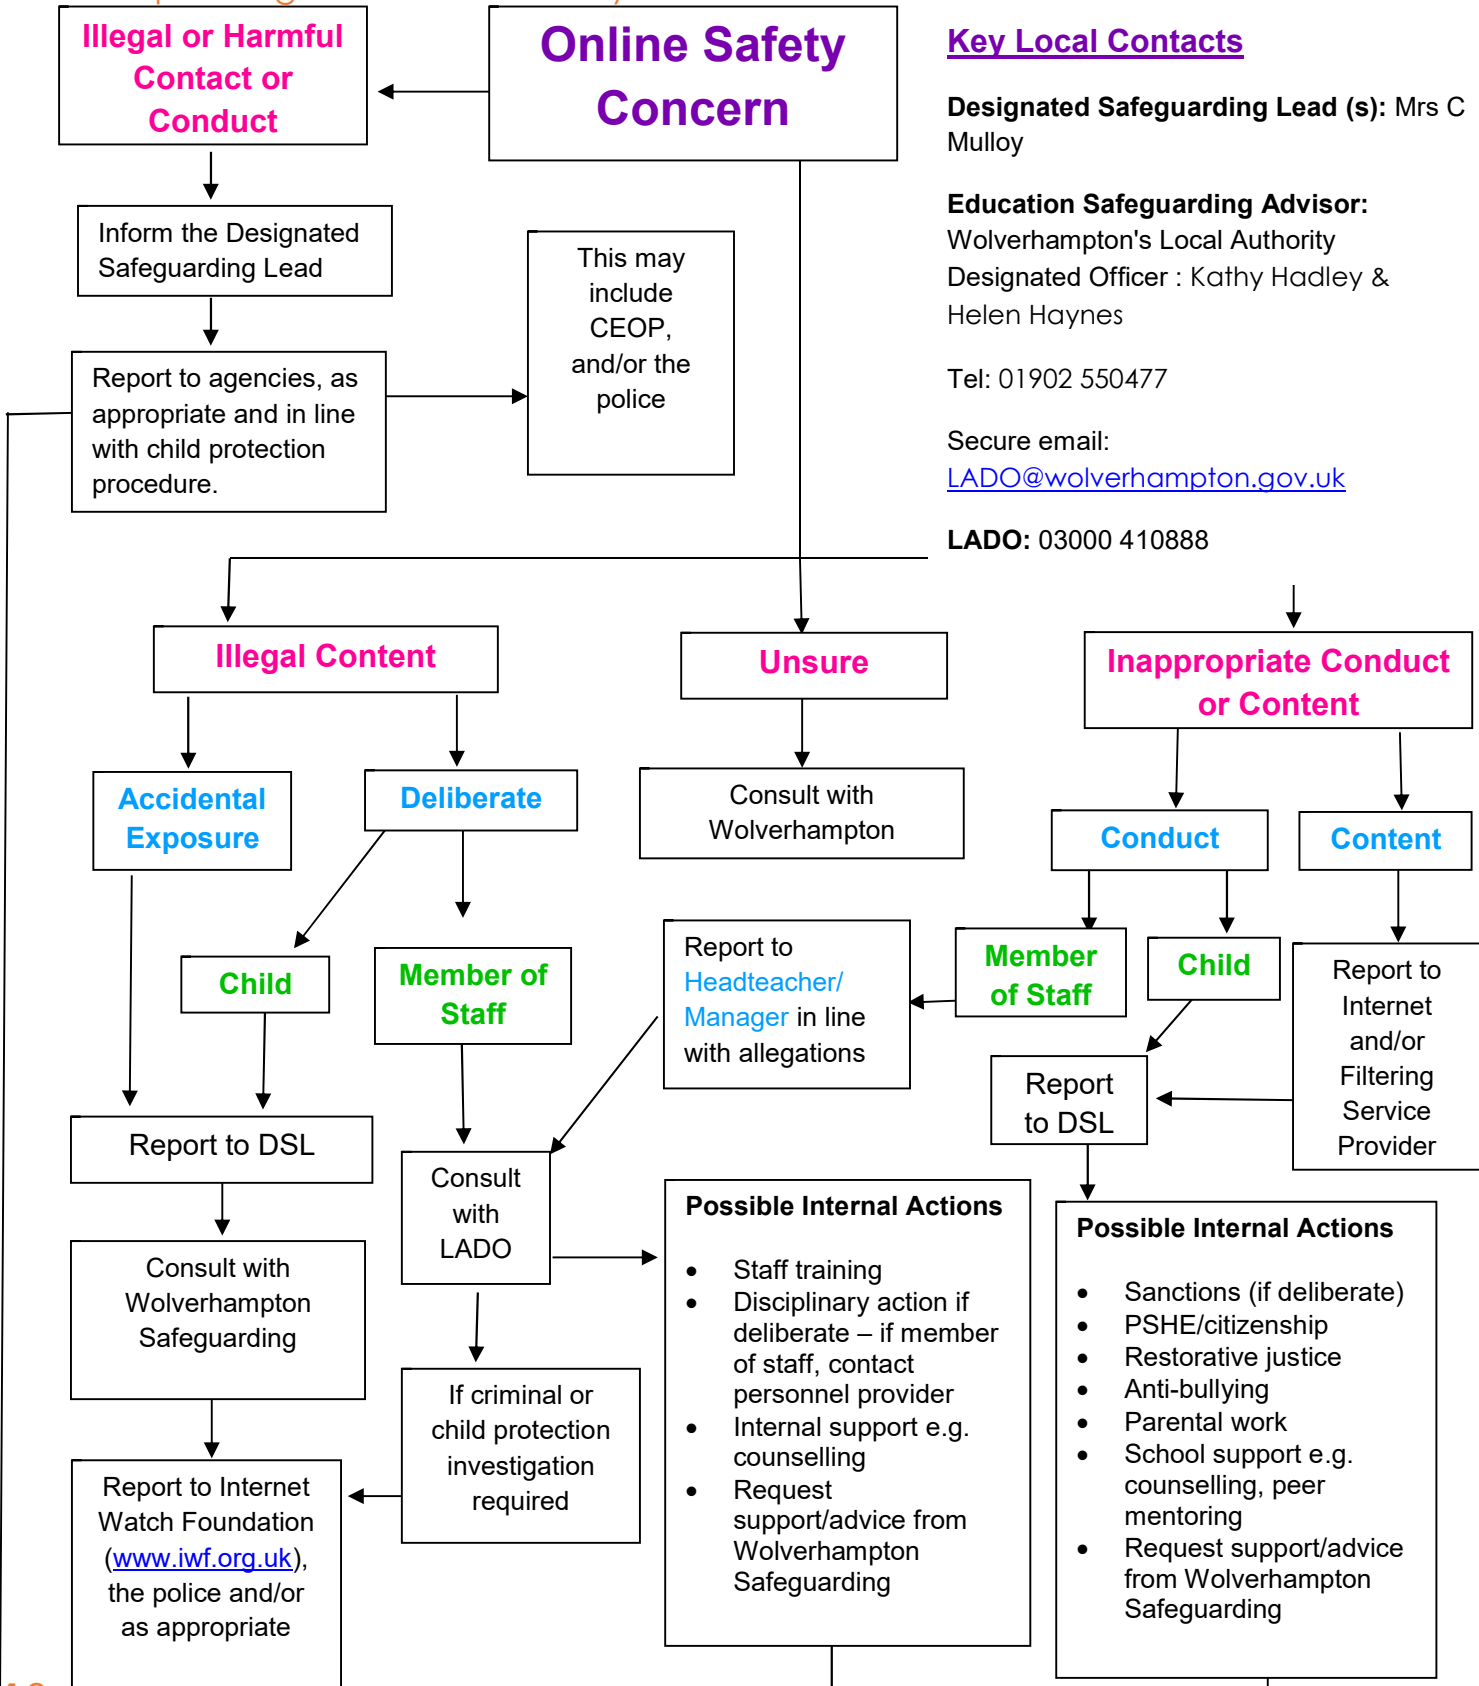 Illegal or Harmful
Contact or
Conduct
Online Safety
Concern
Key Local Contacts
Designated Safeguarding Lead (s): Mrs C
Mulloy
Education Safeguarding Advisor:
Wolverhampton's Local Authority
Designated Officer : Kathy Hadley &
Helen Haynes
Tel: 01902 550477
Secure email:
LADO@wolverhampton.gov.uk
LADO: 03000 410888
Inform the Designated
Safeguarding Lead
This may
include
CEOP,
and/or the
police
Report to agencies, as
appropriate and in line
with child protection
procedure.
Illegal Content
Unsure
Inappropriate Conduct
or Content
Accidental
Exposure
Deliberate
Consult with
Wolverhampton
Conduct
Content
Child
Member of
Staff
Report to
Headteacher/
Manager in line
with allegations
Member
of Staff
Child
Report to
Internet
and/or
Filtering
Service
Provider
Report
to DSL
Report to DSL
Consult
with
LADO
Consult with
Wolverhampton
Safeguarding
If criminal or
child protection
investigation
required
Report to Internet
Watch Foundation
(www.iwf.org.uk),
the police and/or
as appropriate
Possible Internal Actions
• Staff training
• Disciplinary action if
deliberate – if member
of staff, contact
personnel provider
• Internal support e.g.
counselling
• Request
support/advice from
Wolverhampton
Safeguarding
Possible Internal Actions
• Sanctions (if deliberate)
• PSHE/citizenship
• Restorative justice
• Anti-bullying
• Parental work
• School support e.g.
counselling, peer
mentoring
• Request support/advice
from Wolverhampton
Safeguarding